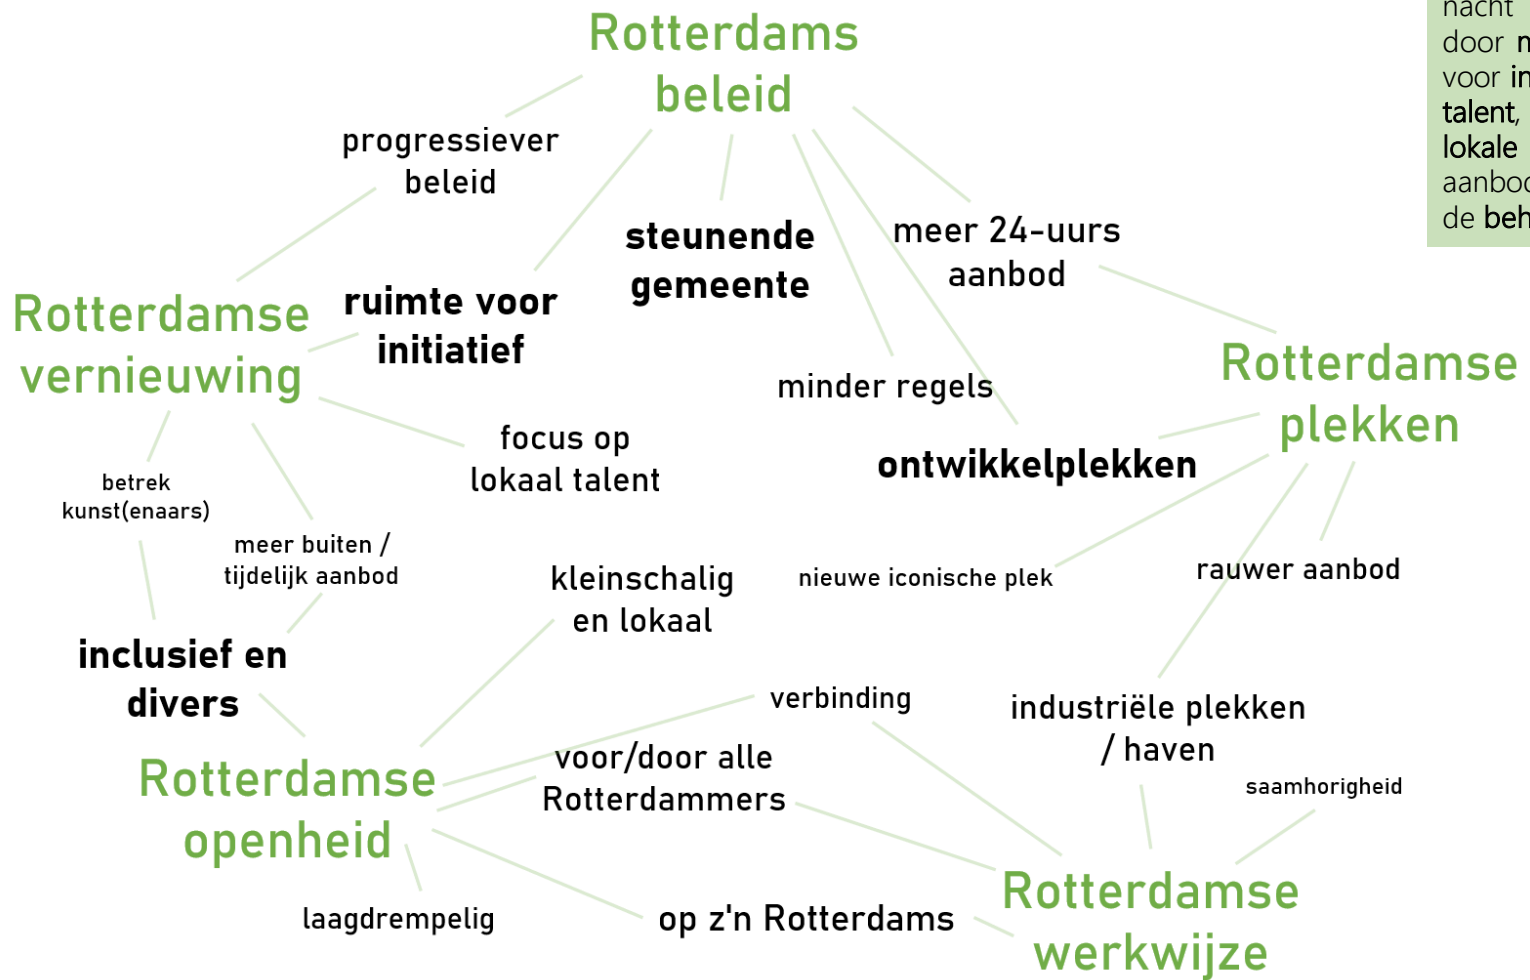 Rotterdams
beleid
nacht
door
voor
talent,
lokale
de
progressiever
beleid
steunende
gemeente
meer 24-uurs
aanbod
ruimte voor
initiatief
Rotterdamse
vernieuwing
Rotterdamse
plekken
minder regels
focus op
lokaal talent
ontwikkelplekken
betrek
kunst(enaars)
meer buiten /
tijdelijk aanbod
kleinschalig
en lokaal
nieuwe iconische plek
rauwer aanbod
inclusief en
divers
verbinding
industriële plekken
/ haven
voor/door alle
Rotterdammers
saamhorigheid
Rotterdamse
openheid
laagdrempelig
op z'n Rotterdams
Rotterdamse
werkwijze